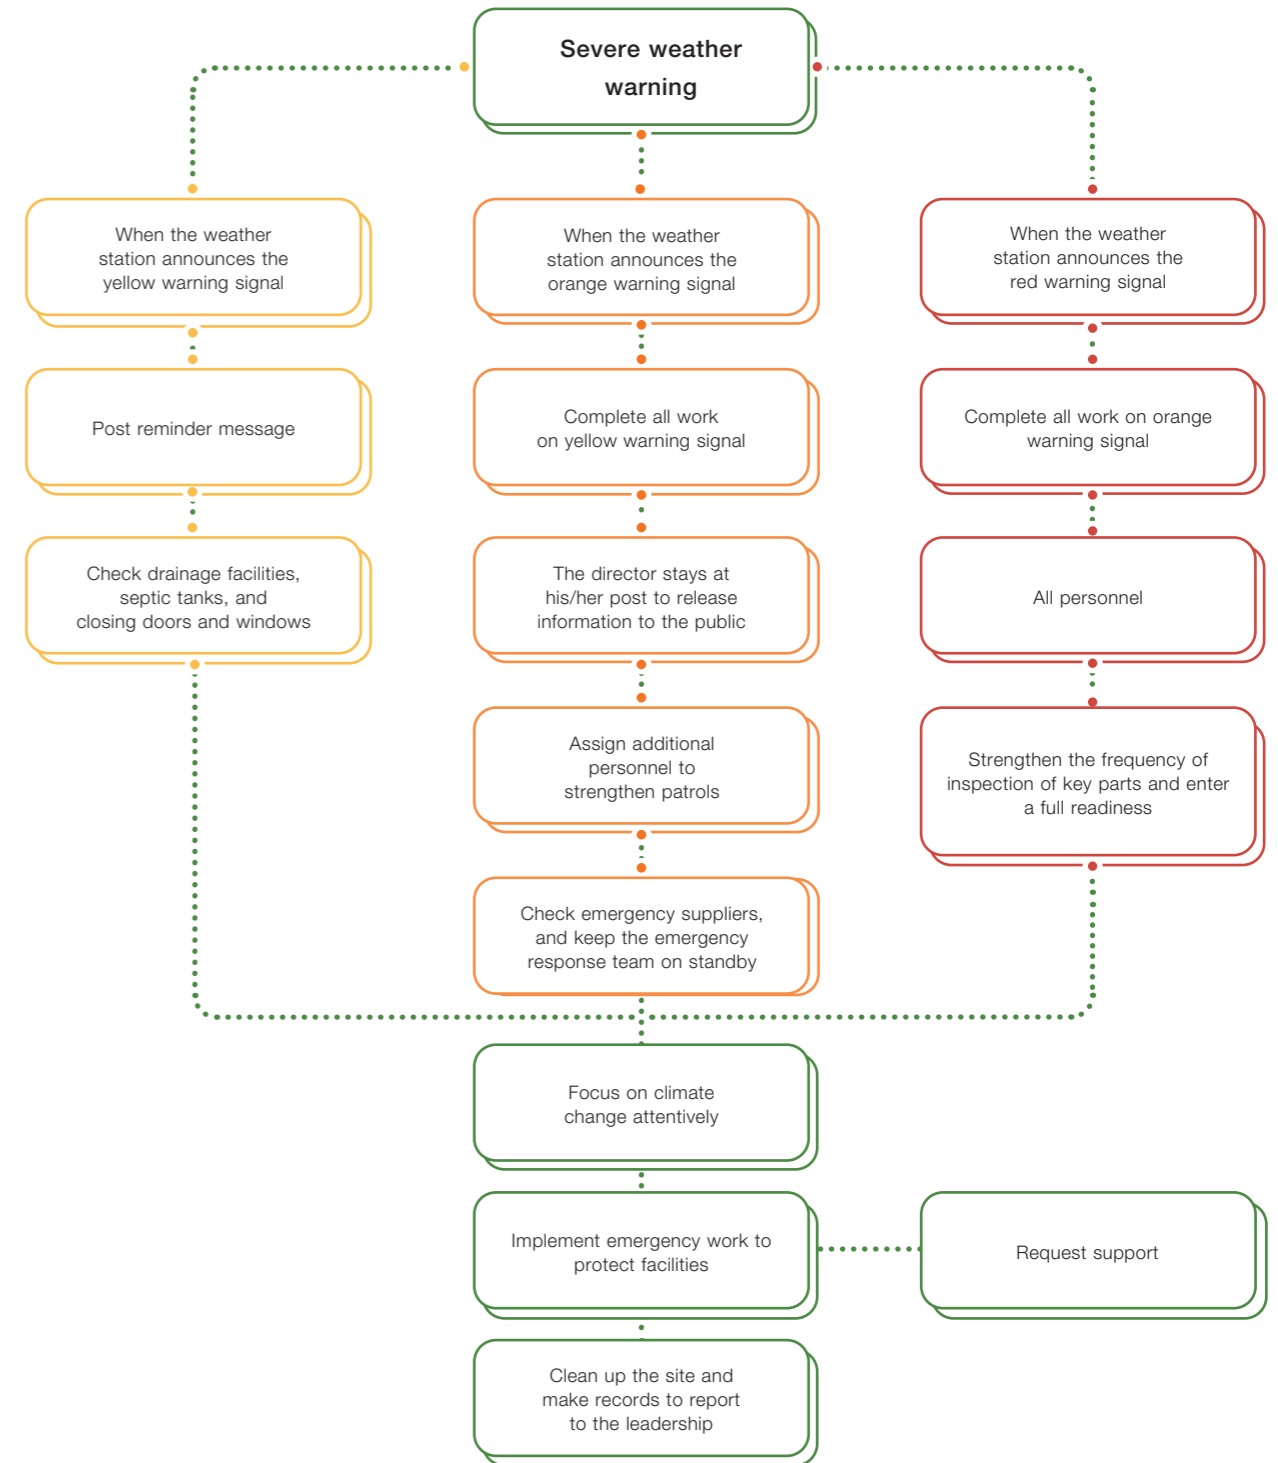 Severe weather
warning
When the weather
station announces the
yellow warning signal
When the weather
station announces the
orange warning signal
When the weather
station announces the
red warning signal
Post reminder message
Complete all work
on yellow warning signal
Complete all work on orange
warning signal
Check drainage facilities,
septic tanks, and
closing doors and windows
The director stays at
his/her post to release
information to the public
All personnel
Assign additional
personnel to
strengthen patrols
Strengthen the frequency of
inspection of key parts and enter
a full readiness
Check emergency suppliers,
and keep the emergency
response team on standby
Focus on climate
change attentively
Implement emergency work to
protect facilities
Request support
Clean up the site and
make records to report
to the leadership